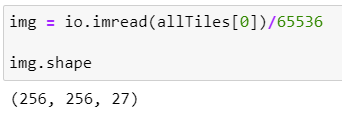 img = io.imread(allTiles[0])/65536
img.shape
(256, 256, 27)